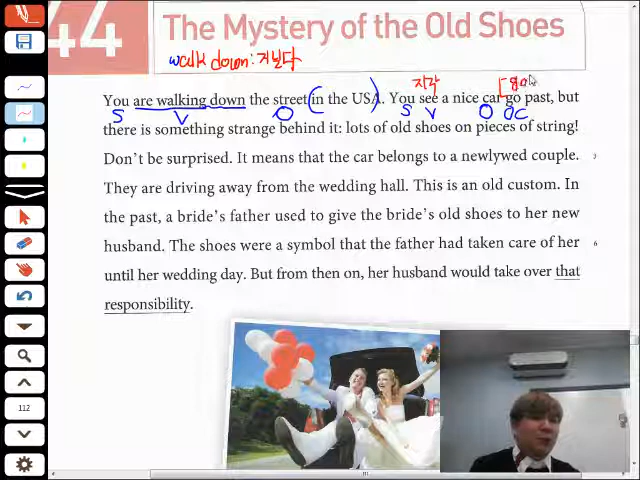 44 The Mystery of the Old Shoes
walk down: 지난다
지각
You are walking down the street (in the USA). You see a nice car go past, but
S V O S V O OC
there is something strange behind it: lots of old shoes on pieces of string!
Don't be surprised. It means that the car belongs to a newlywed couple. 3
They are driving away from the wedding hall. This is an old custom. In
the past, a bride's father used to give the bride's old shoes to her new
husband. The shoes were a symbol that the father had taken care of her 6
until her wedding day. But from then on, her husband would take over that
responsibility.
112